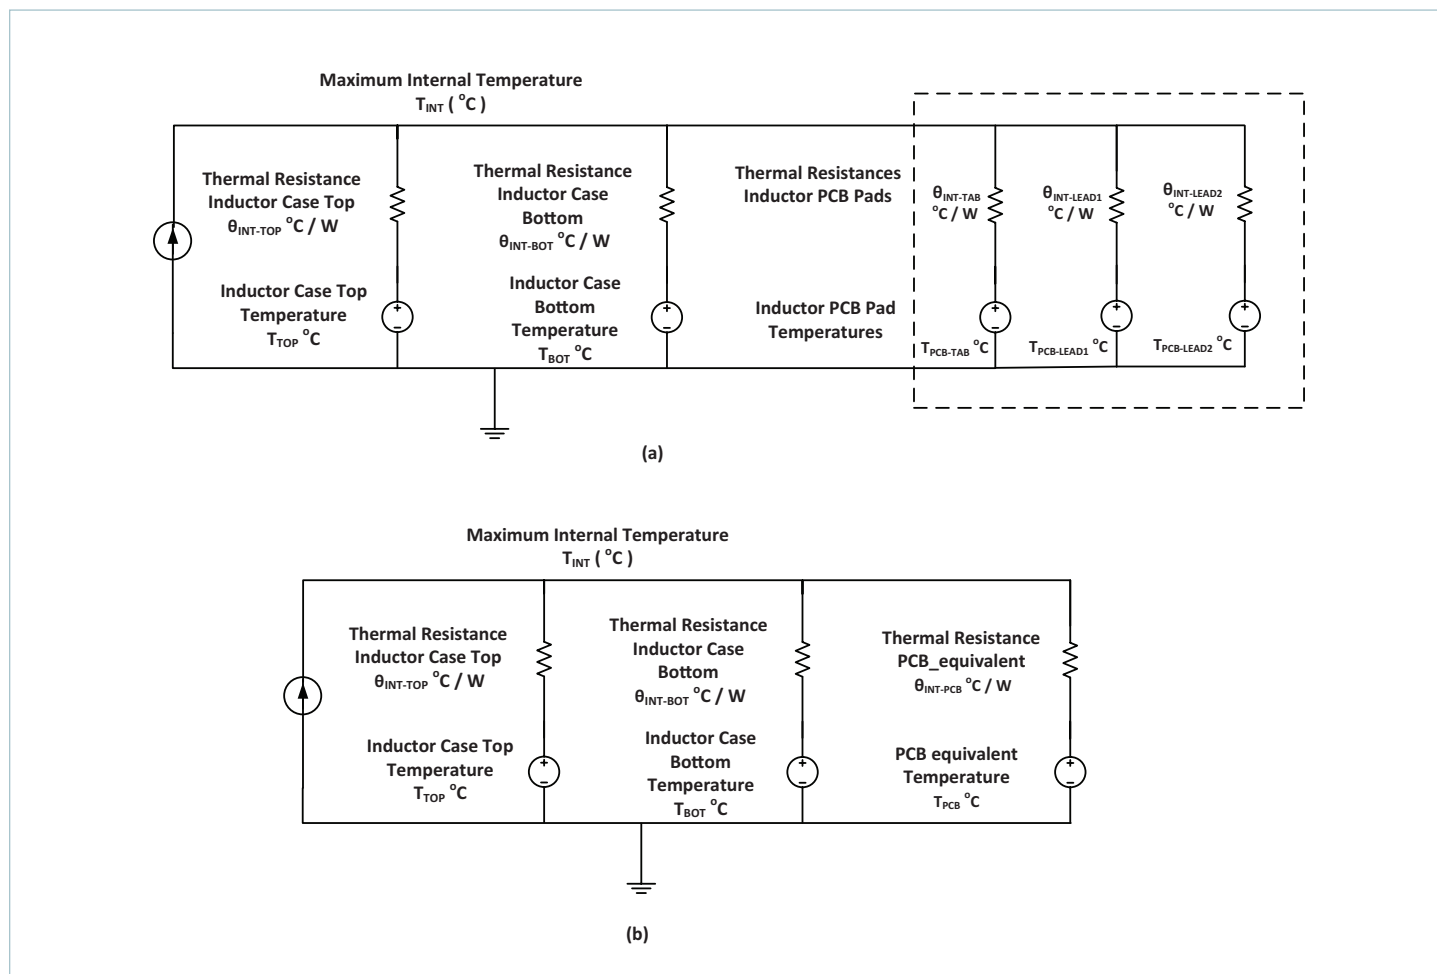 Maximum Internal Temperature
TINT ( °C )
Thermal Resistance
Inductor Case Top
θINT-TOP °C / W
Inductor Case Top
Temperature
TTOP °C
Thermal Resistance
Inductor Case
Bottom
θINT-BOT °C / W
Inductor Case
Bottom
Temperature
TBOT °C
Thermal Resistances
Inductor PCB Pads
Inductor PCB Pad
Temperatures
θINT-TAB
°C / W
θINT-LEAD1
°C / W
θINT-LEAD2
°C / W
TPCB-TAB °C
TPCB-LEAD1 °C
TPCB-LEAD2 °C
(a)
Maximum Internal Temperature
TINT ( °C )
Thermal Resistance
Inductor Case Top
θINT-TOP °C / W
Inductor Case Top
Temperature
TTOP °C
Thermal Resistance
Inductor Case
Bottom
θINT-BOT °C / W
Inductor Case
Bottom
Temperature
TBOT °C
Thermal Resistance
PCB_equivalent
θINT-PCB °C / W
PCB equivalent
Temperature
TPCB °C
(b)